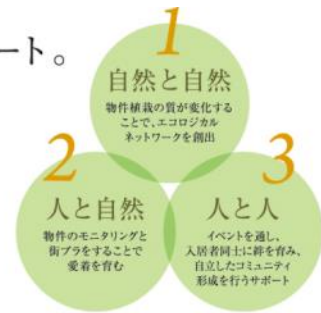 ート。
1
自然と自然
物件植栽の質が変化する
ことで、エコロジカル
ネットワークを創出
2
人と自然
物件のモニタリングと
街ブラをすることで
愛着を育む
3
人と人
イベントを通し、
入居者同士に絆を育み、
自立したコミュニティ
形成を行うサポート